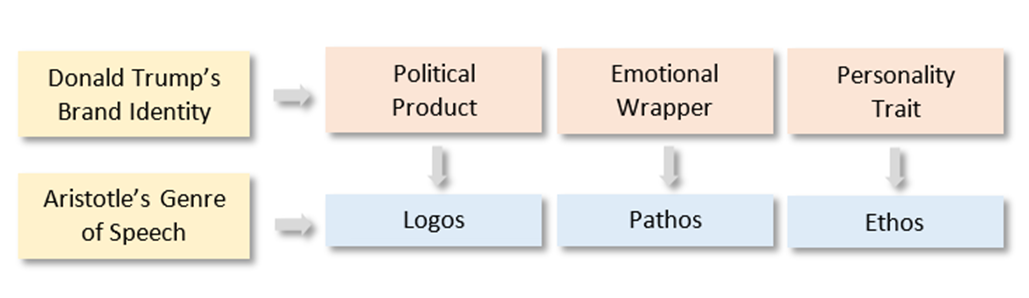 Donald Trump's
Brand Identity
Political
Product
Emotional
Wrapper
Personality
Trait
Aristotle's Genre
of Speech
Logos
Pathos
Ethos